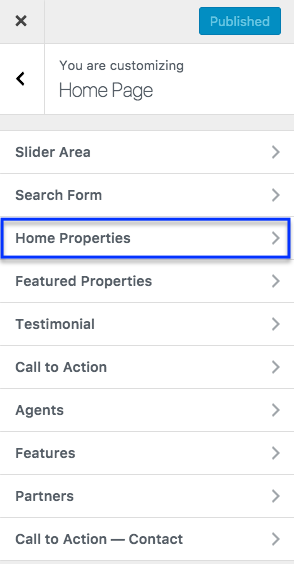 Published
You are customizing
Home Page
Slider Area
Search Form
Home Properties
Featured Properties
Testimonial
Call to Action
Agents
Features
Partners
Call to Action — Contact